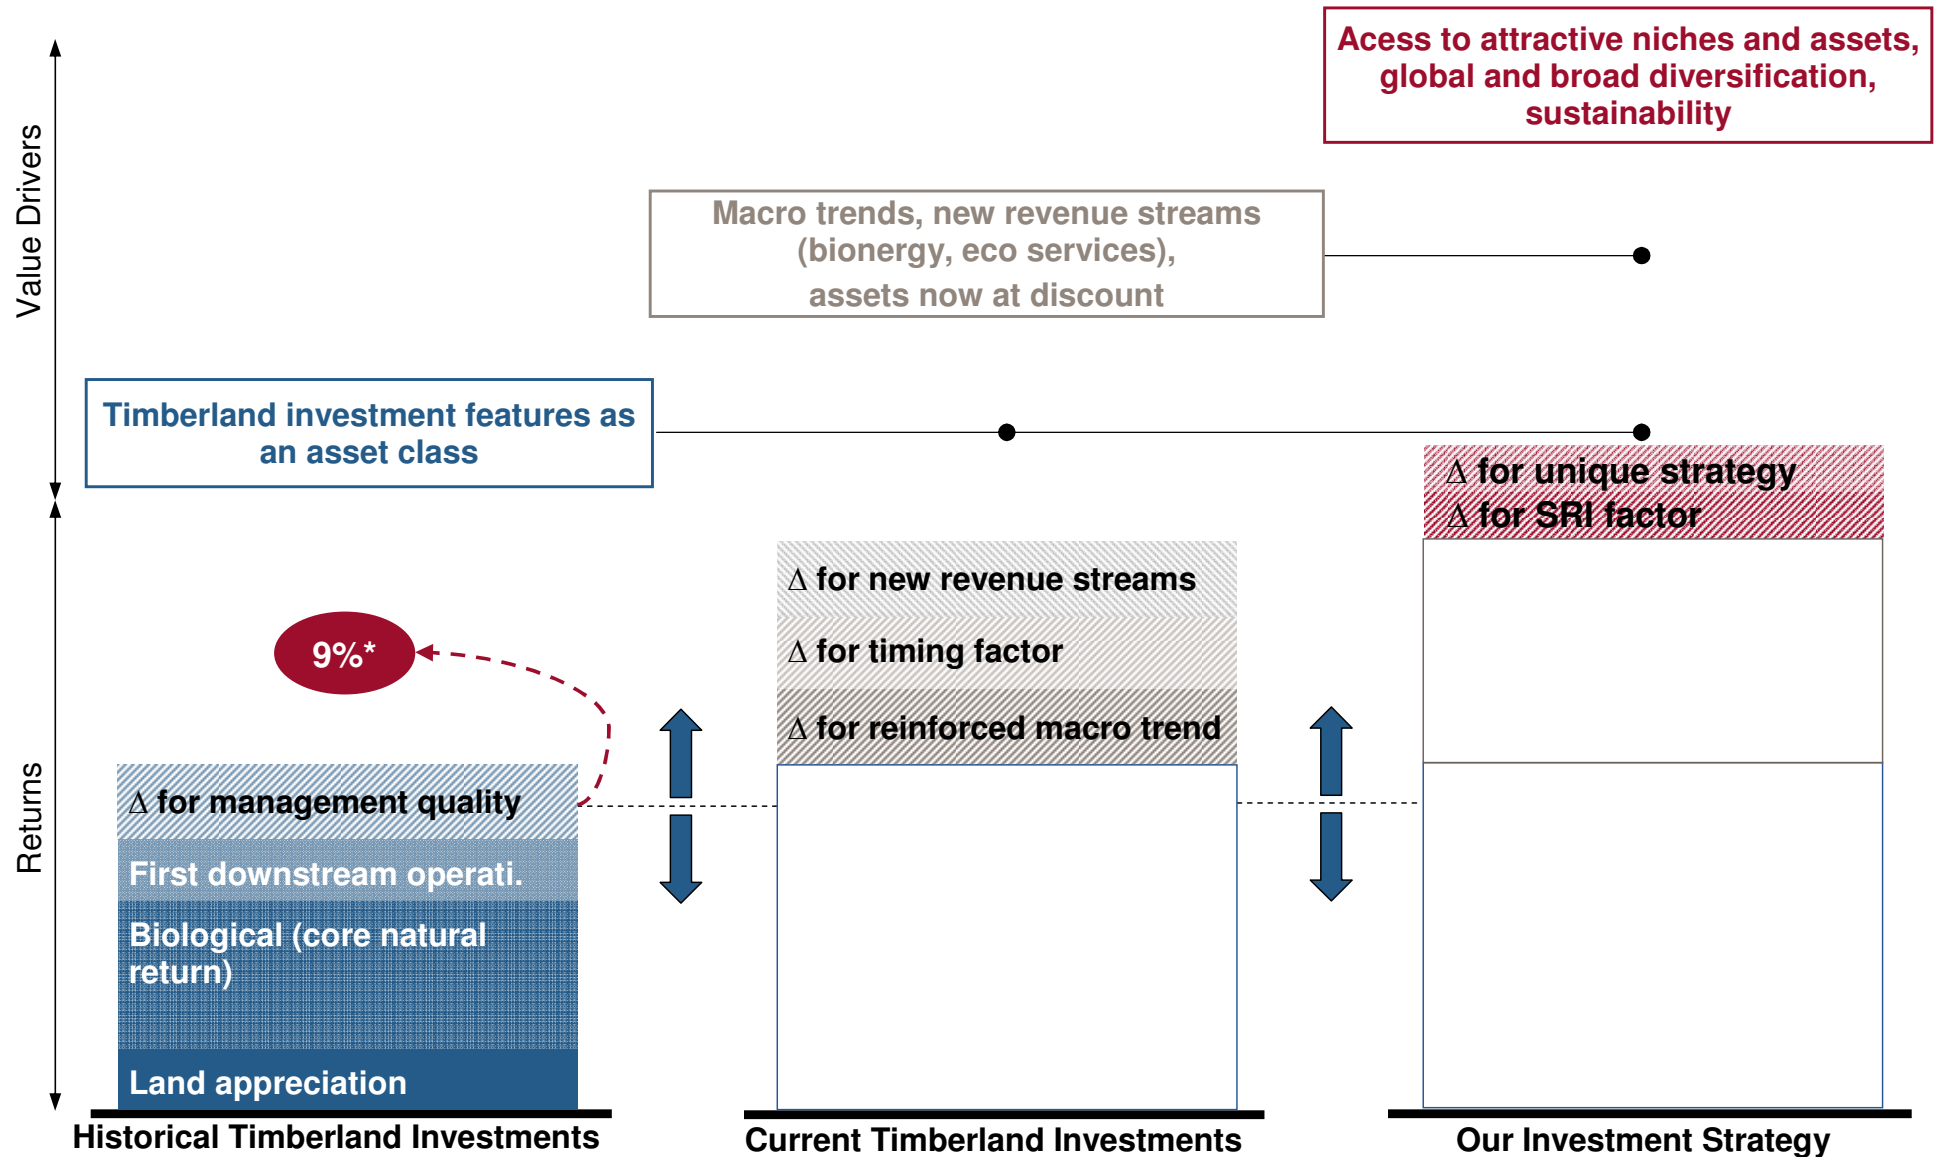 Acess to attractive niches and assets,
global and broad diversification,
sustainability
Value Drivers
Macro trends, new revenue streams
(bionergy, eco services),
assets now at discount
Timberland investment features as
an asset class
Δ for unique strategy
Δ for SRI factor
Δ for new revenue streams
Δ for timing factor
Δ for reinforced macro trend
9%*
Returns
Δ for management quality
First downstream operati.
Biological (core natural
return)
Land appreciation
Historical Timberland Investments
Current Timberland Investments
Our Investment Strategy